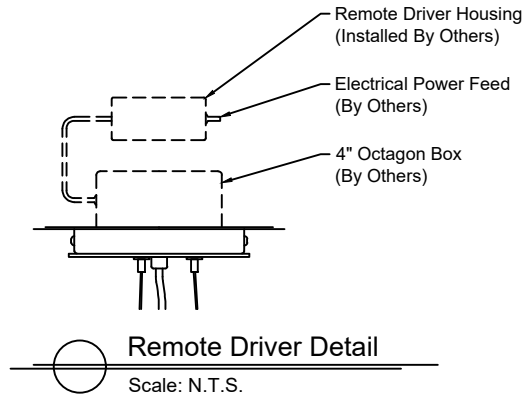 Remote Driver Housing
(Installed By Others)
Electrical Power Feed
(By Others)
4" Octagon Box
(By Others)
Remote Driver Detail
Scale: N.T.S.